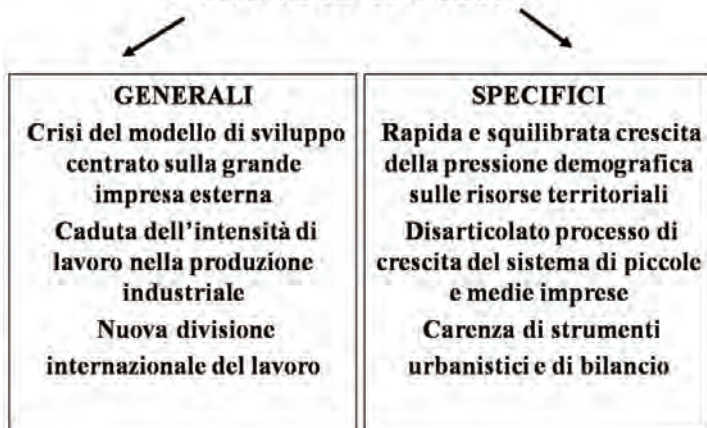 GENERALI
Crisi del modello di sviluppo
centrato sulla grande
impresa esterna
Caduta dell'intensità di
lavoro nella produzione
industriale
Nuova divisione
internazionale del lavoro
SPECIFICI
Rapida e squilibrata crescita
della pressione demografica
sulle risorse territoriali
Disarticolato processo di
crescita del sistema di piccole
e medie imprese
Carenza di strumenti
urbanistici e di bilancio